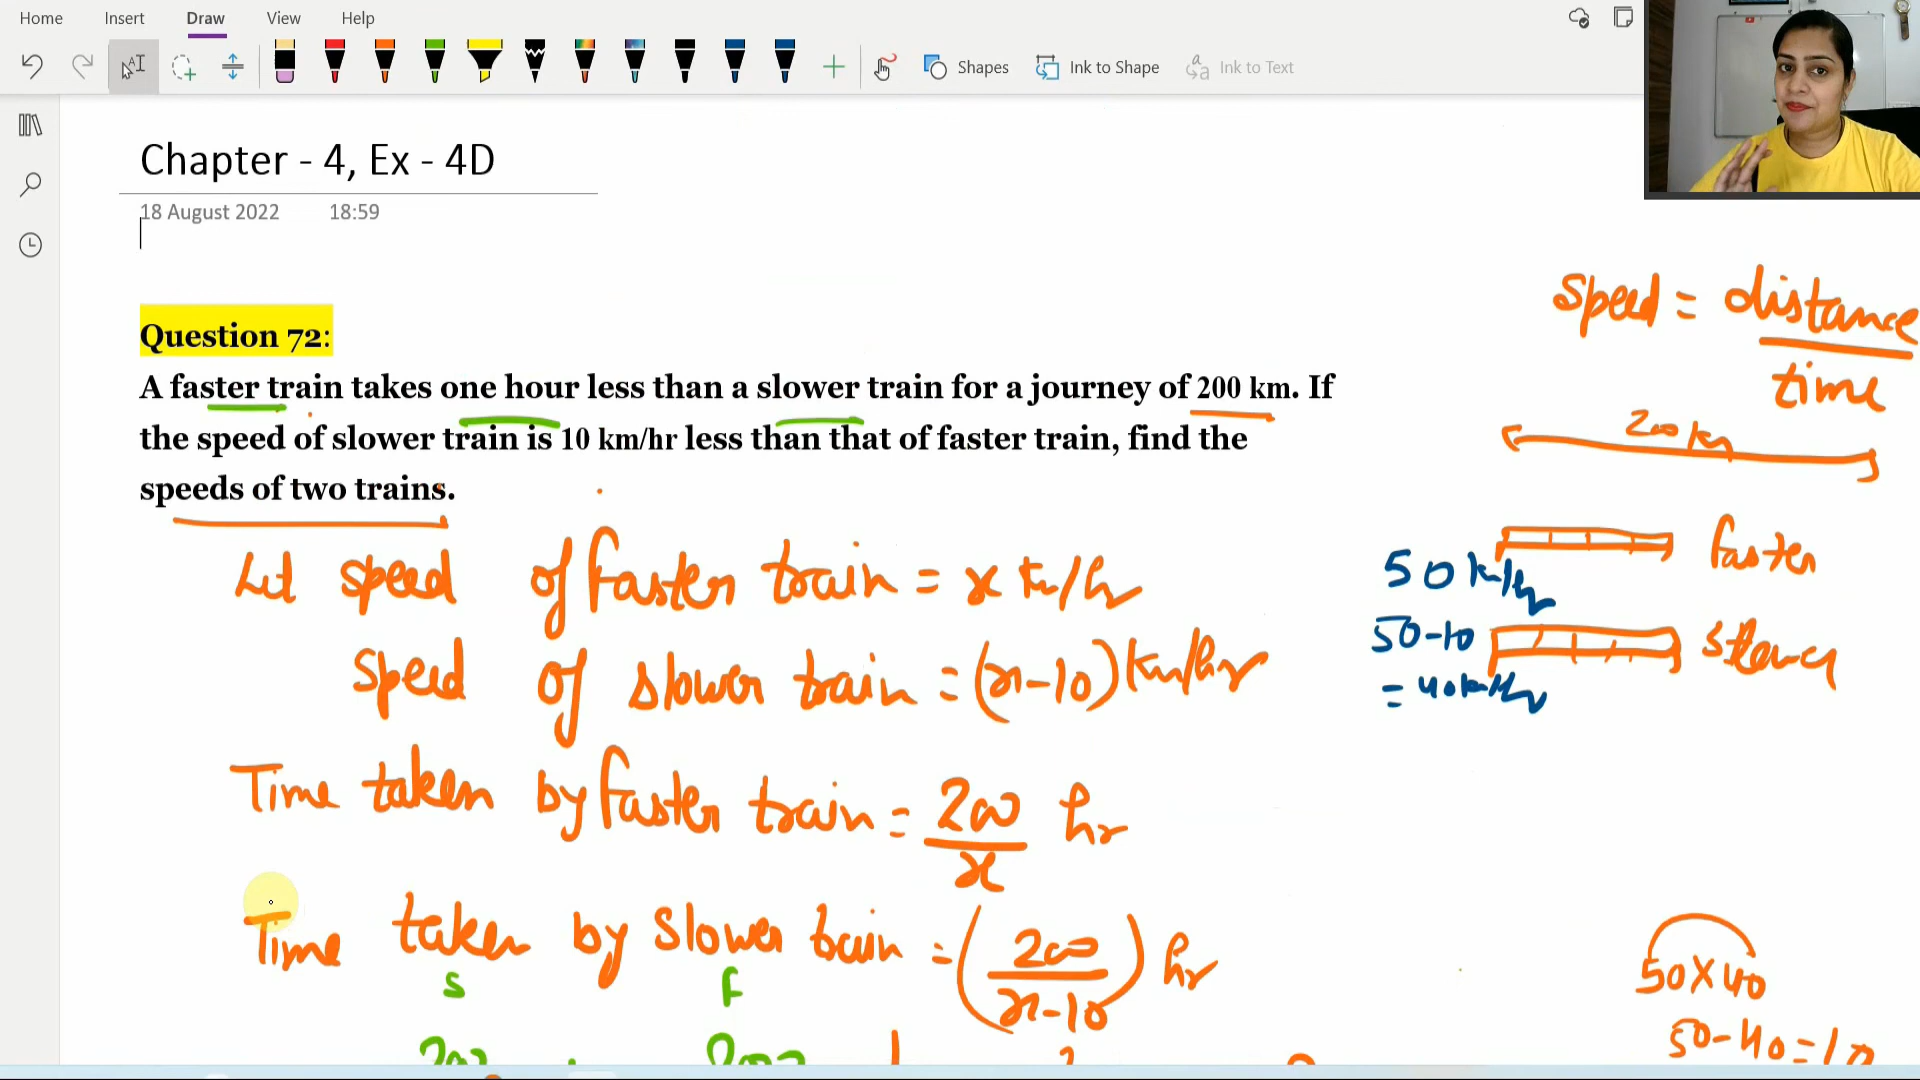 Home Insert Draw View Help
Shapes Ink to Shape Ink to Text
Chapter - 4, Ex - 4D
18 August 2022 18:59
Question 72:
A faster train takes one hour less than a slower train for a journey of 200 km. If
the speed of slower train is 10 km/hr less than that of faster train, find the
speeds of two trains.
speed = distance
time
200 km
Let speed of faster train = x km/hr
speed of slower train = (x-10) km/hr
Time taken by faster train = 200/x hr
Time taken by slower train = (200/x-10) hr
S F
50 km/hr faster
50-10
= 40 km/hr
50X40
50-40=10